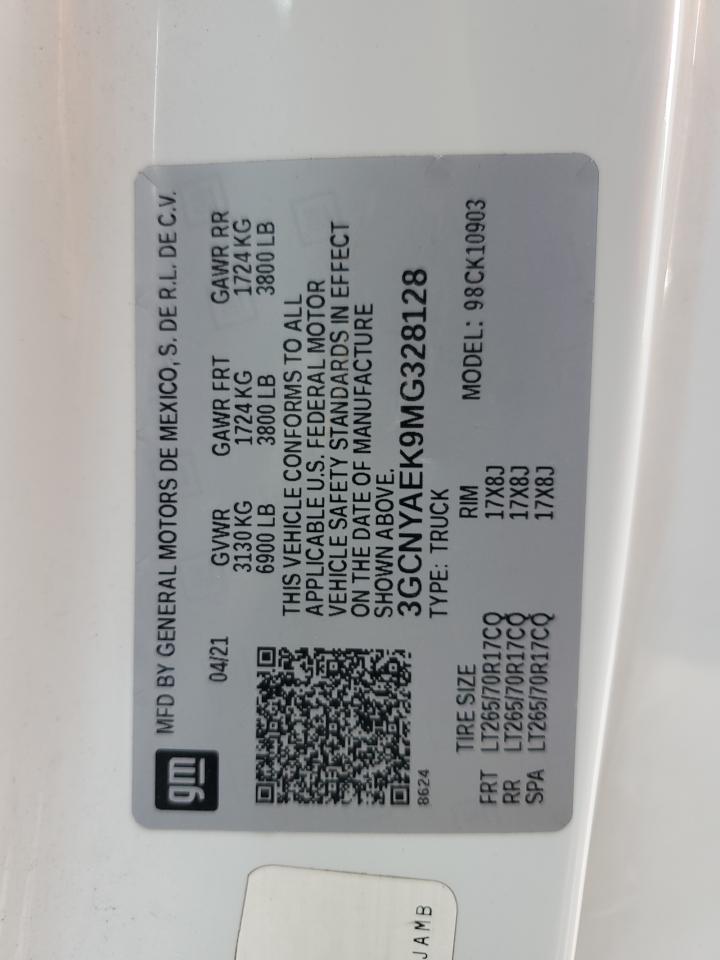 gm
MFD BY GENERAL MOTORS DE MEXICO, S. DE R.L. DE C.V.
04/21
GVWR GAWR FRT GAWR RR
3130 KG 1724 KG 1724 KG
6900 LB 3800 LB 3800 LB
THIS VEHICLE CONFORMS TO ALL
APPLICABLE U.S. FEDERAL MOTOR
VEHICLE SAFETY STANDARDS IN EFFECT
ON THE DATE OF MANUFACTURE
SHOWN ABOVE.
3GCNYAEK9MG328128
8624
TYPE: TRUCK
TIRE SIZE RIM MODEL: 98CK10903
FRT LT265/70R17CQ 17X8J
RR LT265/70R17CQ 17X8J
SPA LT265/70R17CQ 17X8J
JAMB